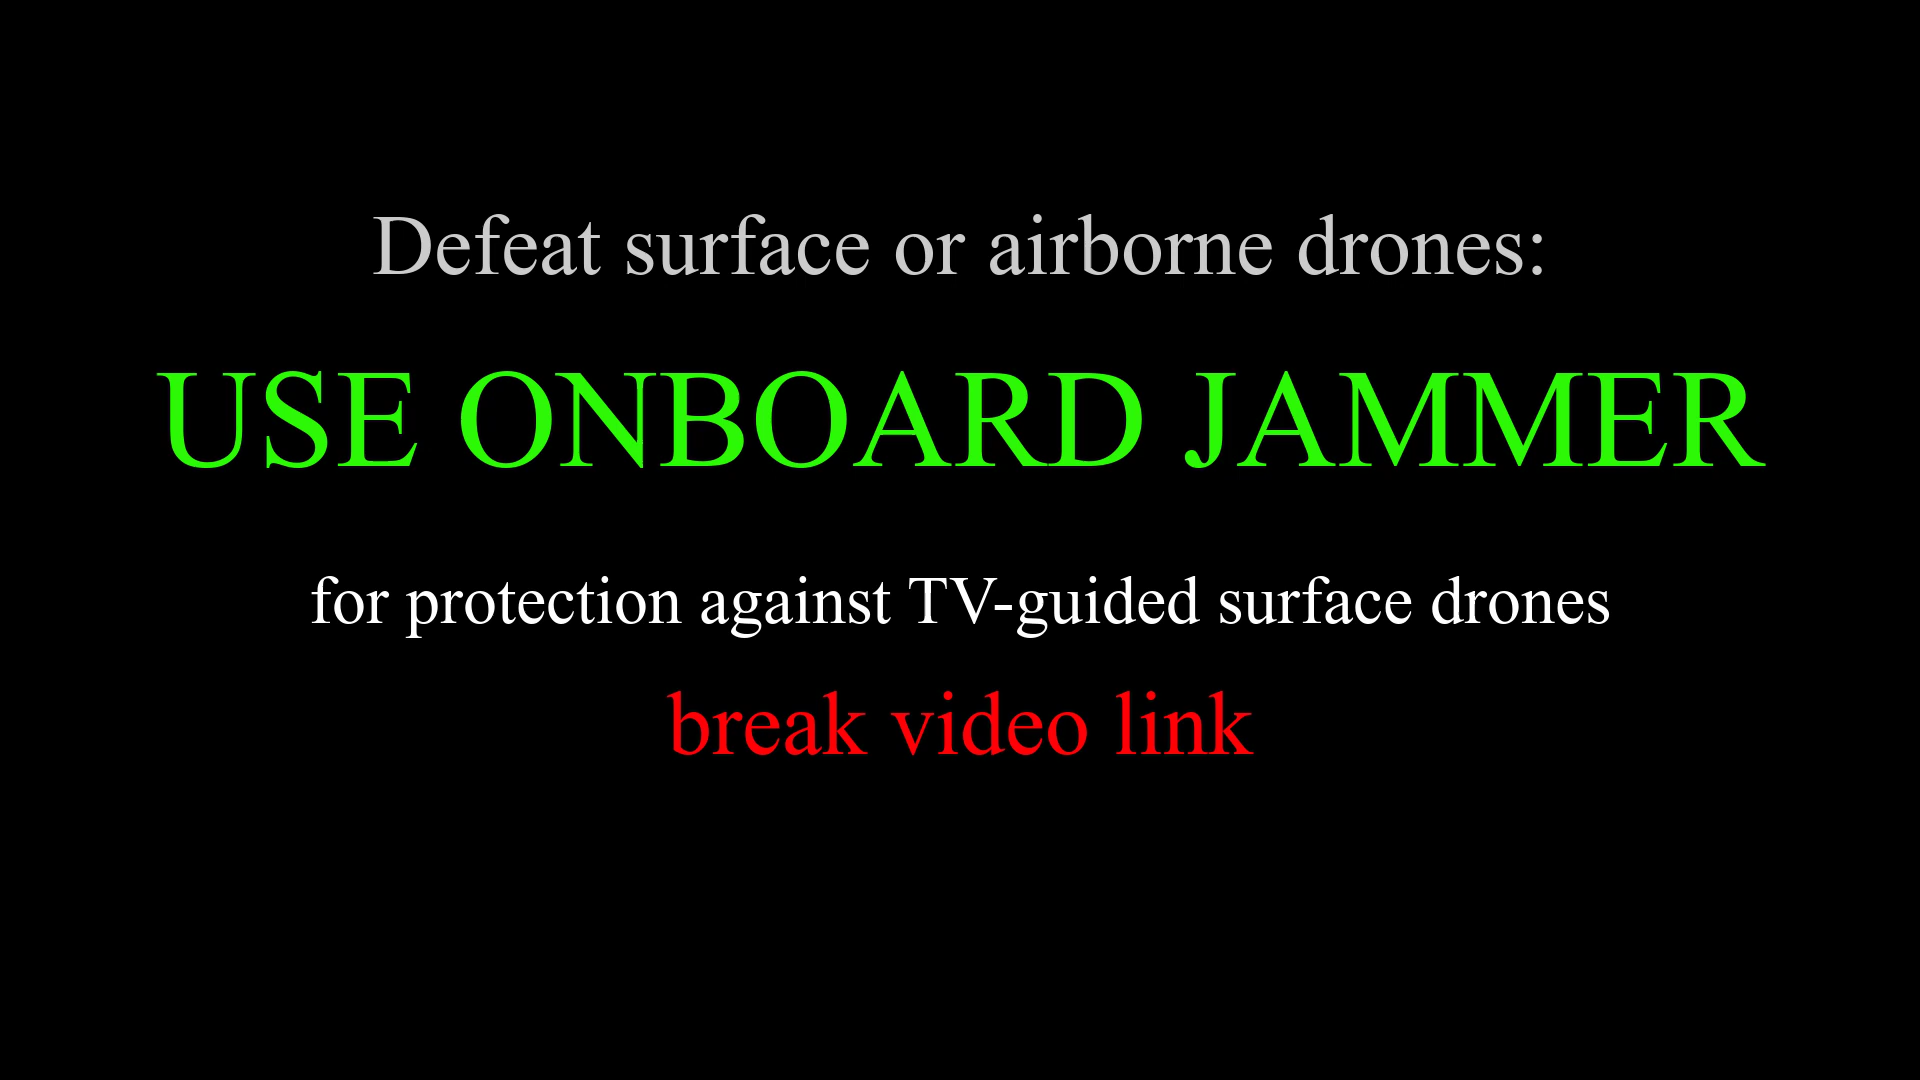 Defeat surface or airborne drones:
USE ONBOARD JAMMER
for protection against TV-guided surface drones
break video link